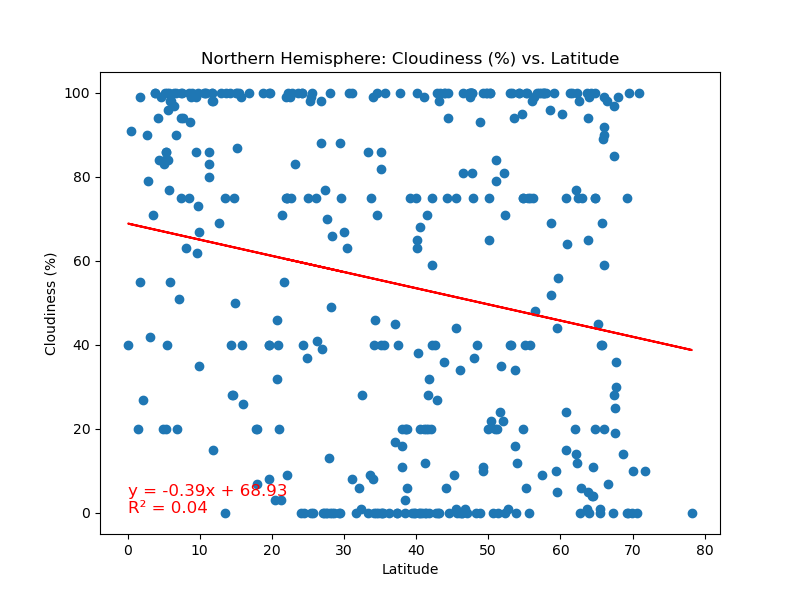 Northern Hemisphere: Cloudiness (%) vs. Latitude
Cloudiness (%)
100
80
60
40
20
0
y = -0.39x + 68.93
R² = 0.04
0 10 20 30 40 50 60 70 80
Latitude